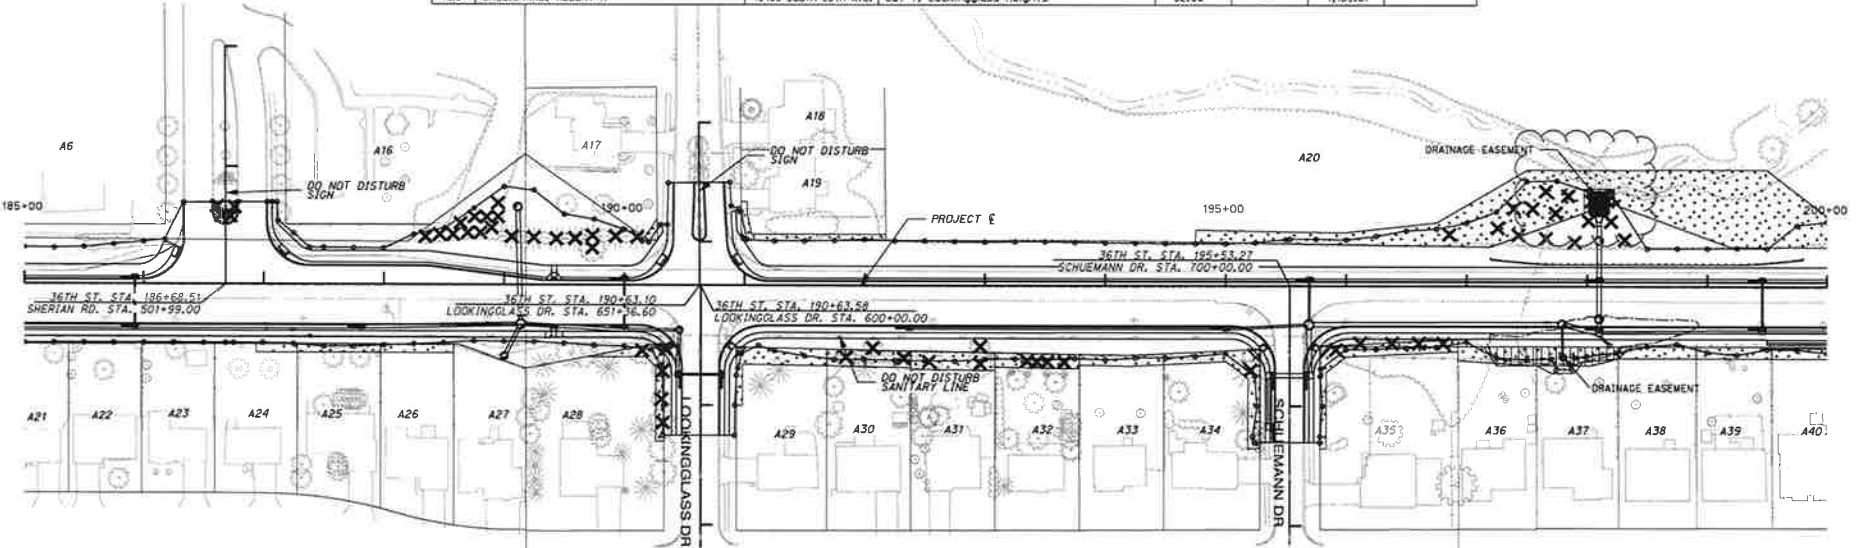 A18
A6
A16
A17
DO NOT DISTURB
SIGN
DRAINAGE EASEMENT
A20
DO NOT DISTURB
SIGN
A19
185+00
190+00
195+00
200+00
PROJECT ℄
36TH ST. STA. 195+53.27
SCHUEMANN DR. STA. 700+00.00
36TH ST. STA. 186+68.51
SHERIAN RD. STA. 501+99.00
36TH ST. STA. 190+63.10
LOOKINGGLASS DR. STA. 651+36.60
36TH ST. STA. 190+63.58
LOOKINGGLASS DR. STA. 600+00.00
DO NOT DISTURB
SANITARY LINE
DRAINAGE EASEMENT
A21
A22
A23
A24
A25
A26
A27
A28
A29
A30
A31
A32
A33
A34
A35
A36
A37
A38
A39
A40
LOOKINGGLASS DR
SCHUEMANN DR